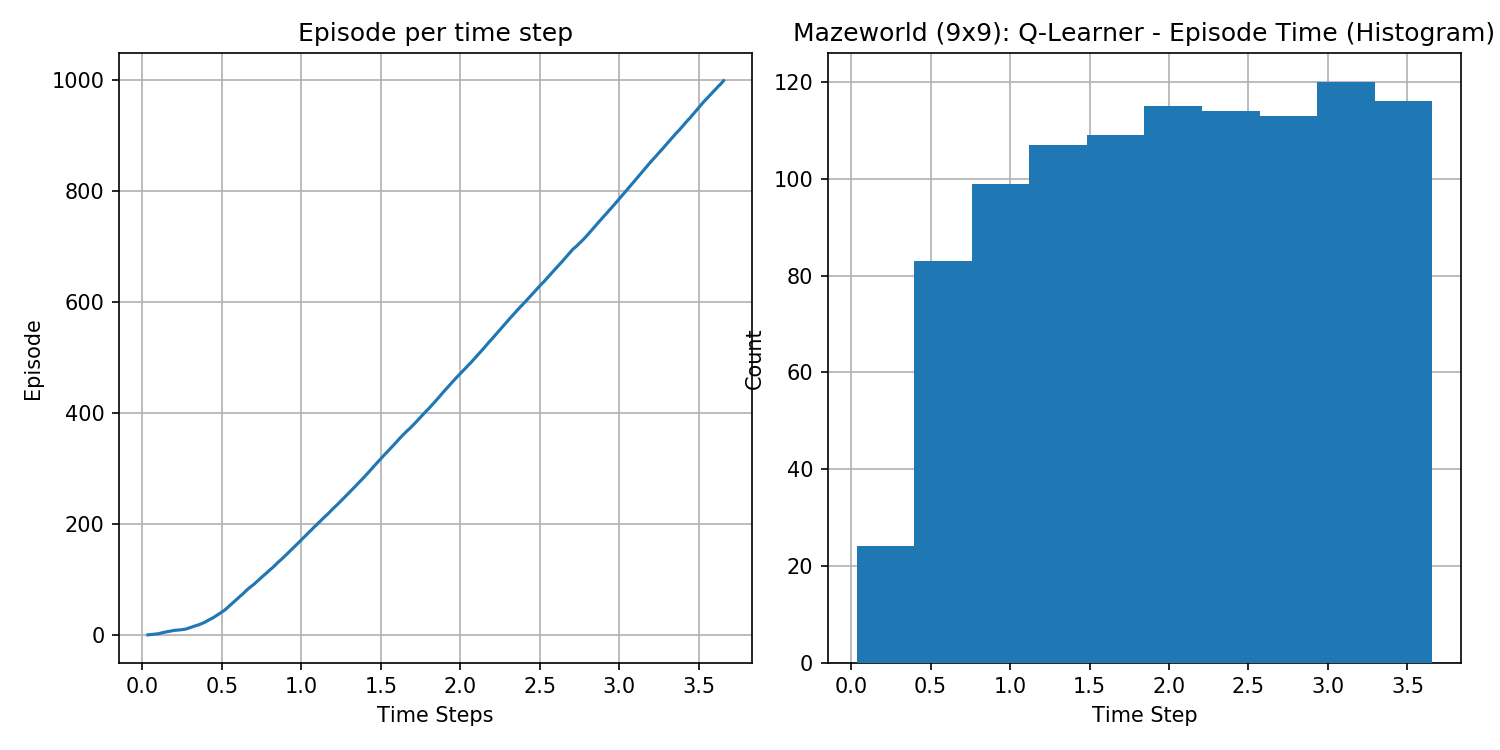 Episode per time step
Episode
1000
800
600
400
200
0
0.0 0.5 1.0 1.5 2.0 2.5 3.0 3.5
Time Steps
Mazeworld (9x9): Q-Learner - Episode Time (Histogram)
Count
120
100
80
60
40
20
0
0.0 0.5 1.0 1.5 2.0 2.5 3.0 3.5
Time Step